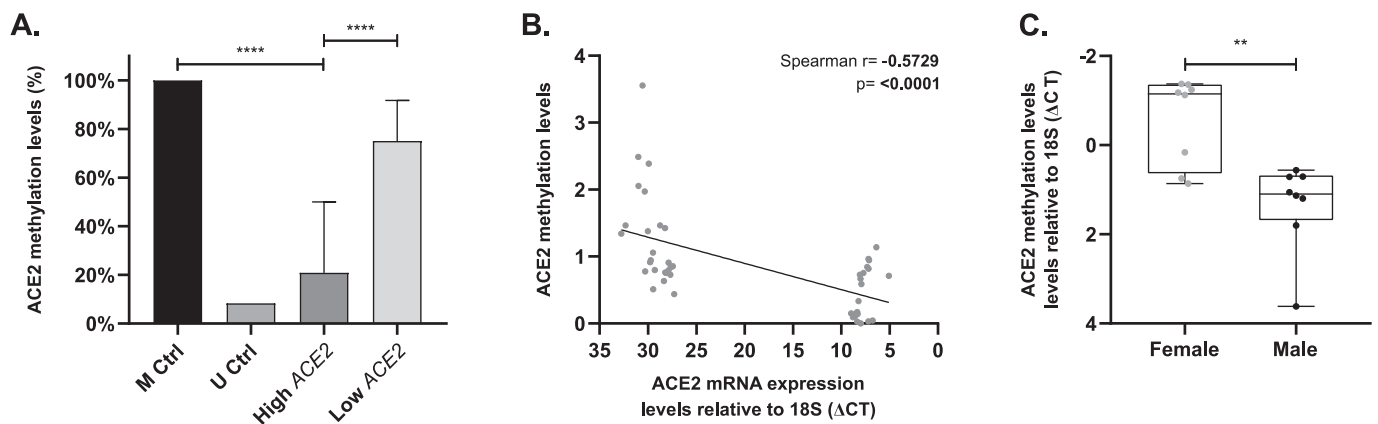 A.
****
****
ACE2 methylation levels (%)
100%
80%
60%
40%
20%
0%
M Ctrl
U Ctrl
High ACE2
Low ACE2
B.
Spearman r= -0.5729
p= <0.0001
ACE2 methylation levels
4
3
2
1
0
35 30 25 20 15 10 5 0
ACE2 mRNA expression
levels relative to 18S (ΔCT)
C.
**
ACE2 methylation
levels relative to 18S (ΔCT)
-2
0
2
4
Female Male